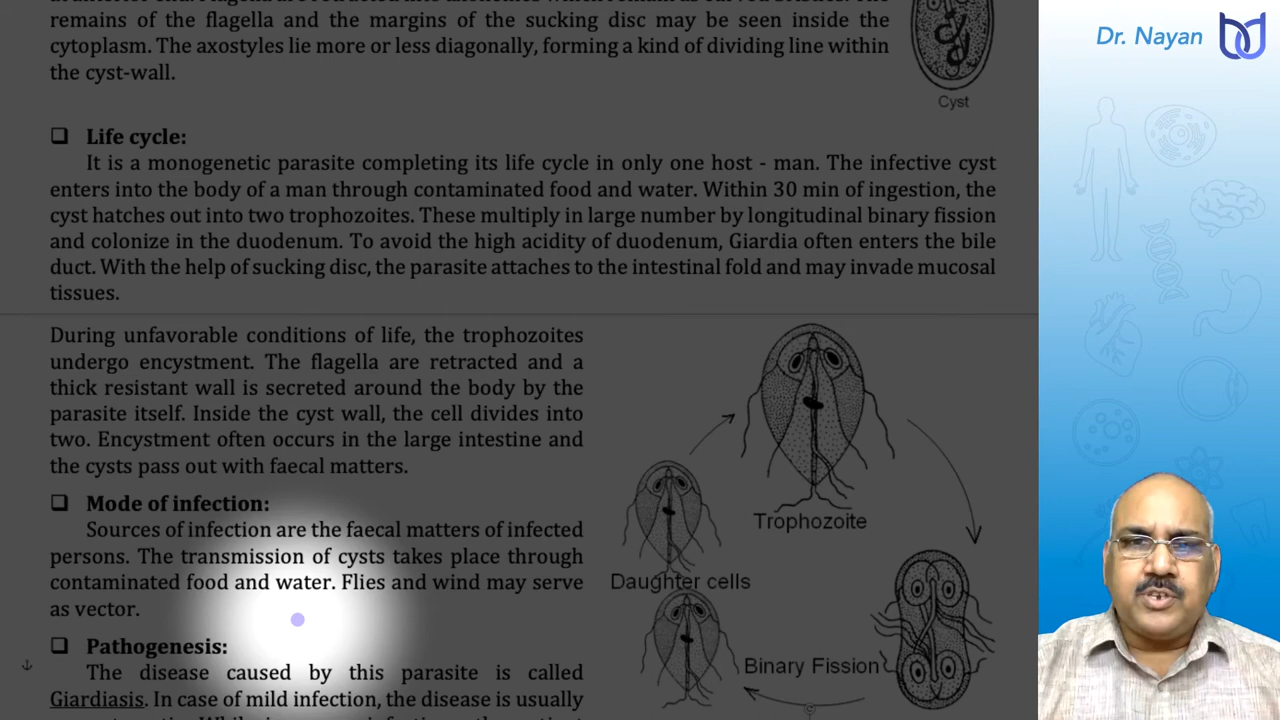 remains of the flagella and the margins of the sucking disc may be seen inside the
cytoplasm. The axostyles lie more or less diagonally, forming a kind of dividing line within
the cyst-wall.
Cyst
Dr. Nayan
❑ Life cycle:
It is a monogenetic parasite completing its life cycle in only one host - man. The infective cyst
enters into the body of a man through contaminated food and water. Within 30 min of ingestion, the
cyst hatches out into two trophozoites. These multiply in large number by longitudinal binary fission
and colonize in the duodenum. To avoid the high acidity of duodenum, Giardia often enters the bile
duct. With the help of sucking disc, the parasite attaches to the intestinal fold and may invade mucosal
tissues.
During unfavorable conditions of life, the trophozoites
undergo encystment. The flagella are retracted and a
thick resistant wall is secreted around the body by the
parasite itself. Inside the cyst wall, the cell divides into
two. Encystment often occurs in the large intestine and
the cysts pass out with faecal matters.
❑ Mode of infection:
Sources of infection are the faecal matters of infected
persons. The transmission of cysts takes place through
contaminated food and water. Flies and wind may serve
as vector.
❑ Pathogenesis:
The disease caused by this parasite is called
Giardiasis. In case of mild infection, the disease is usually
Trophozoite
Daughter cells
Binary Fission